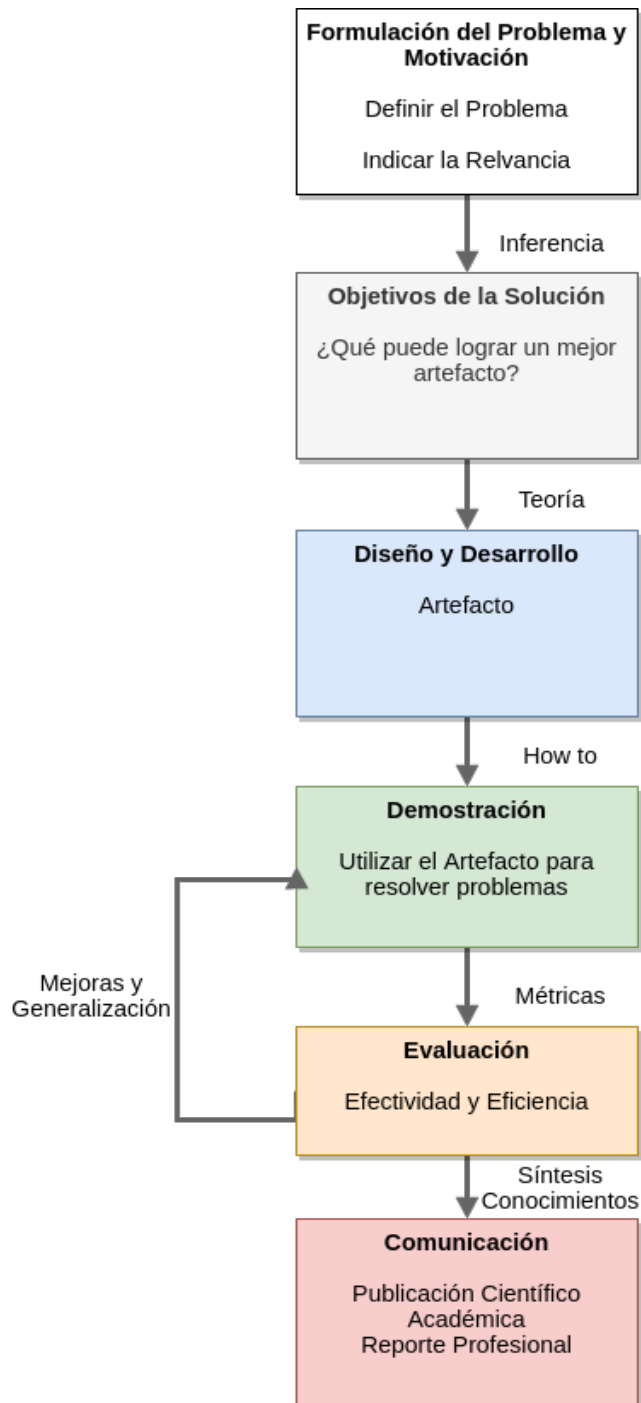 Formulación del Problema y
Motivación
Definir el Problema
Indicar la Relvancia
Inferencia
Objetivos de la Solución
¿Qué puede lograr un mejor
artefacto?
Teoría
Diseño y Desarrollo
Artefacto
How to
Demostración
Utilizar el Artefacto para
resolver problemas
Mejoras y
Generalización
Métricas
Evaluación
Efectividad y Eficiencia
Síntesis
Conocimientos
Comunicación
Publicación Científico
Académica
Reporte Profesional